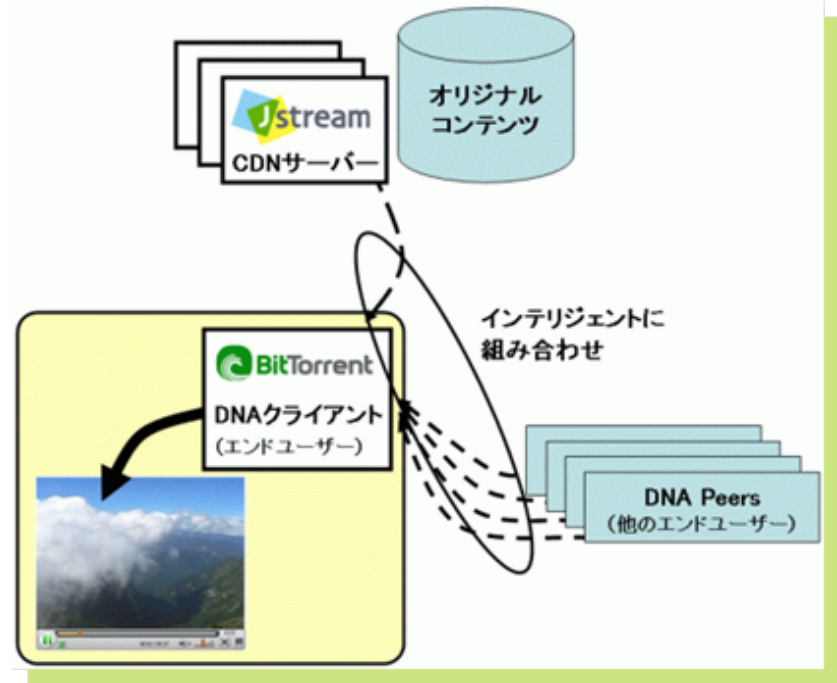 Jstream
CDNサーバー
オリジナル
コンテンツ
インテリジェントに
組み合わせ
BitTorrent
DNAクライアント
(エンドユーザー)
DNA Peers
(他のエンドユーザー)